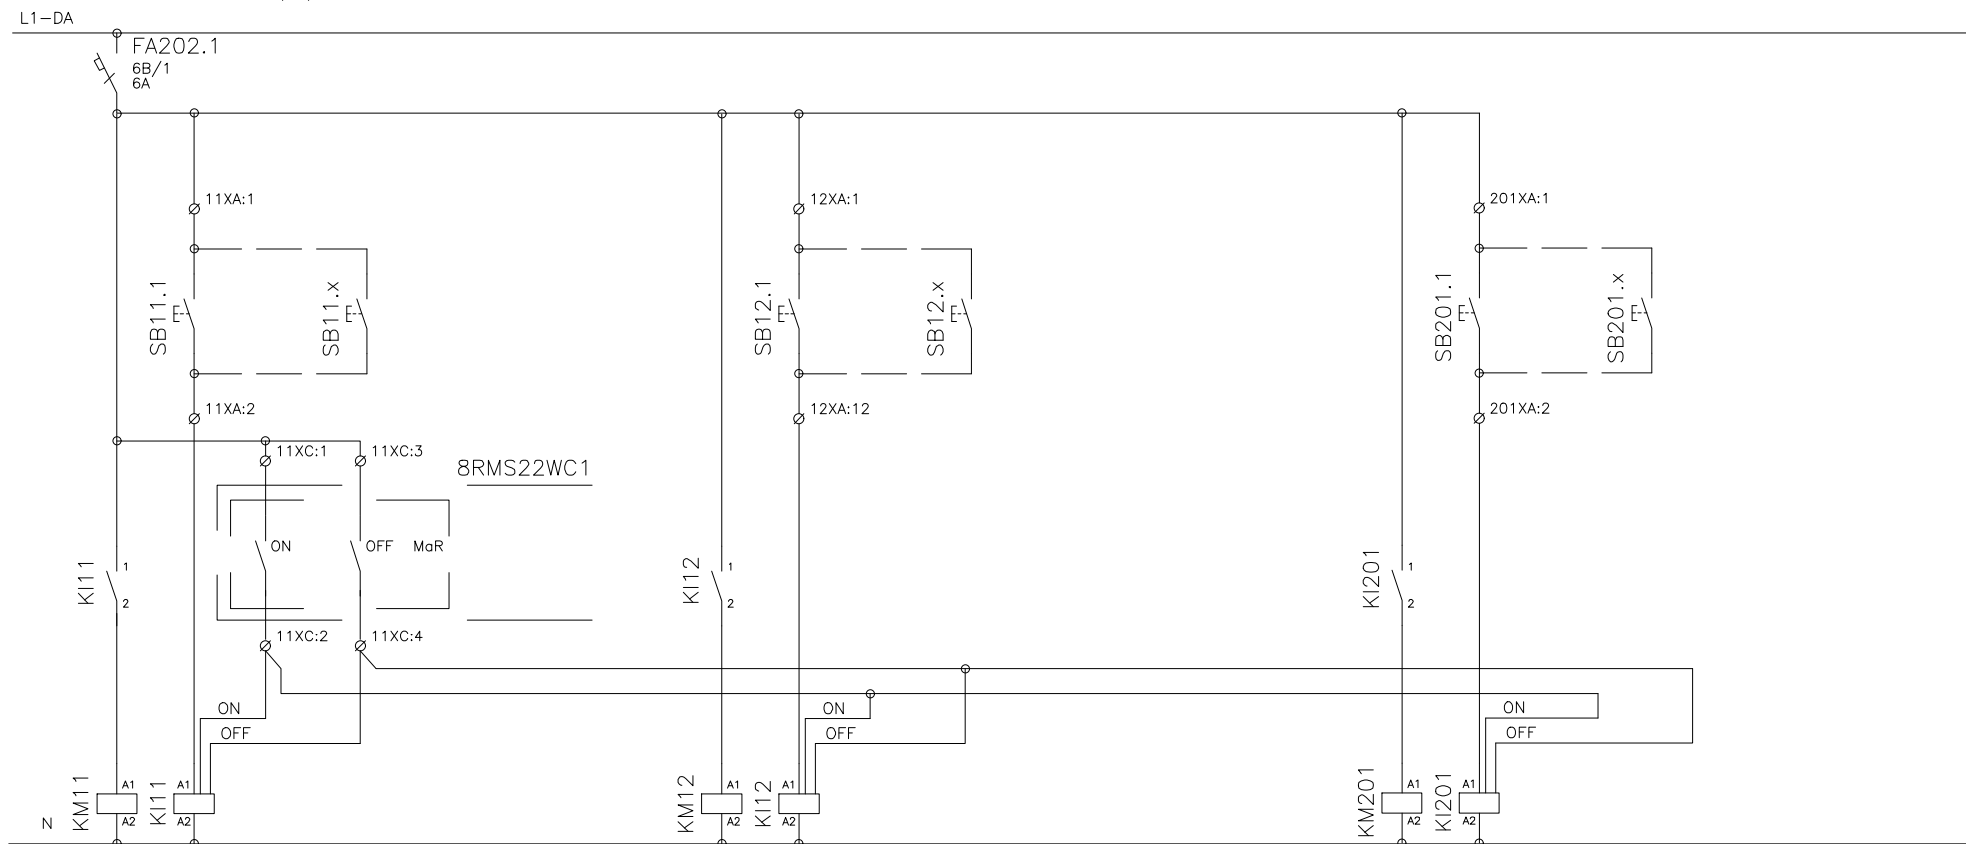 L1-DA
FA202.1
6B/1
6A
11XA:1
12XA:1
201XA:1
SB11.1
SB11.x
SB12.1
SB12.x
SB201.1
SB201.x
11XA:2
12XA:12
201XA:2
11XC:1
11XC:3
8RMS22WC1
ON
OFF
MaR
KI11
1
2
KI12
1
2
KI201
1
2
11XC:2
11XC:4
ON
OFF
ON
OFF
ON
OFF
N
KM11
A1
A2
KI11
A1
A2
KM12
A1
A2
KI12
A1
A2
KM201
A1
A2
KI201
A1
A2